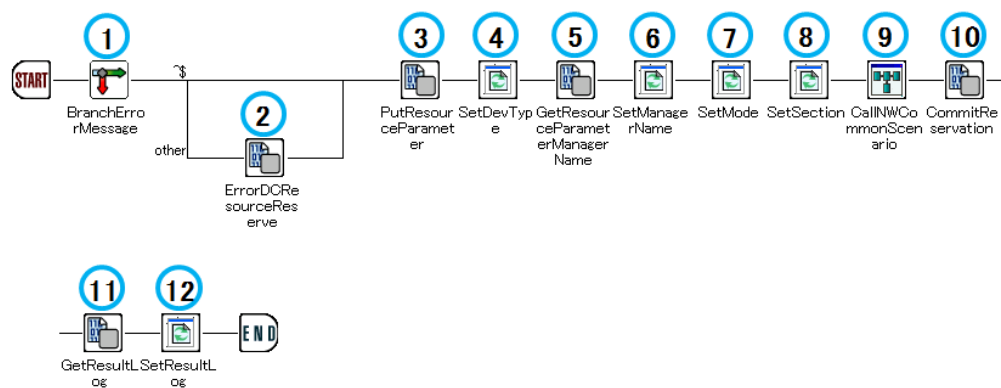 1
3
4
5
6
7
8
9
10
START
^$
BranchErro
rMessage
2
other
ErrorDCRe
sourceRes
erve
PutResour
ceParamet
er
SetDevTyp
e
GetResour
ceParamet
erManager
Name
SetManage
rName
SetMode
SetSection
CallNWCo
mmonScen
ario
CommitRe
servation
11
12
END
GetResultL
og
SetResultL
og